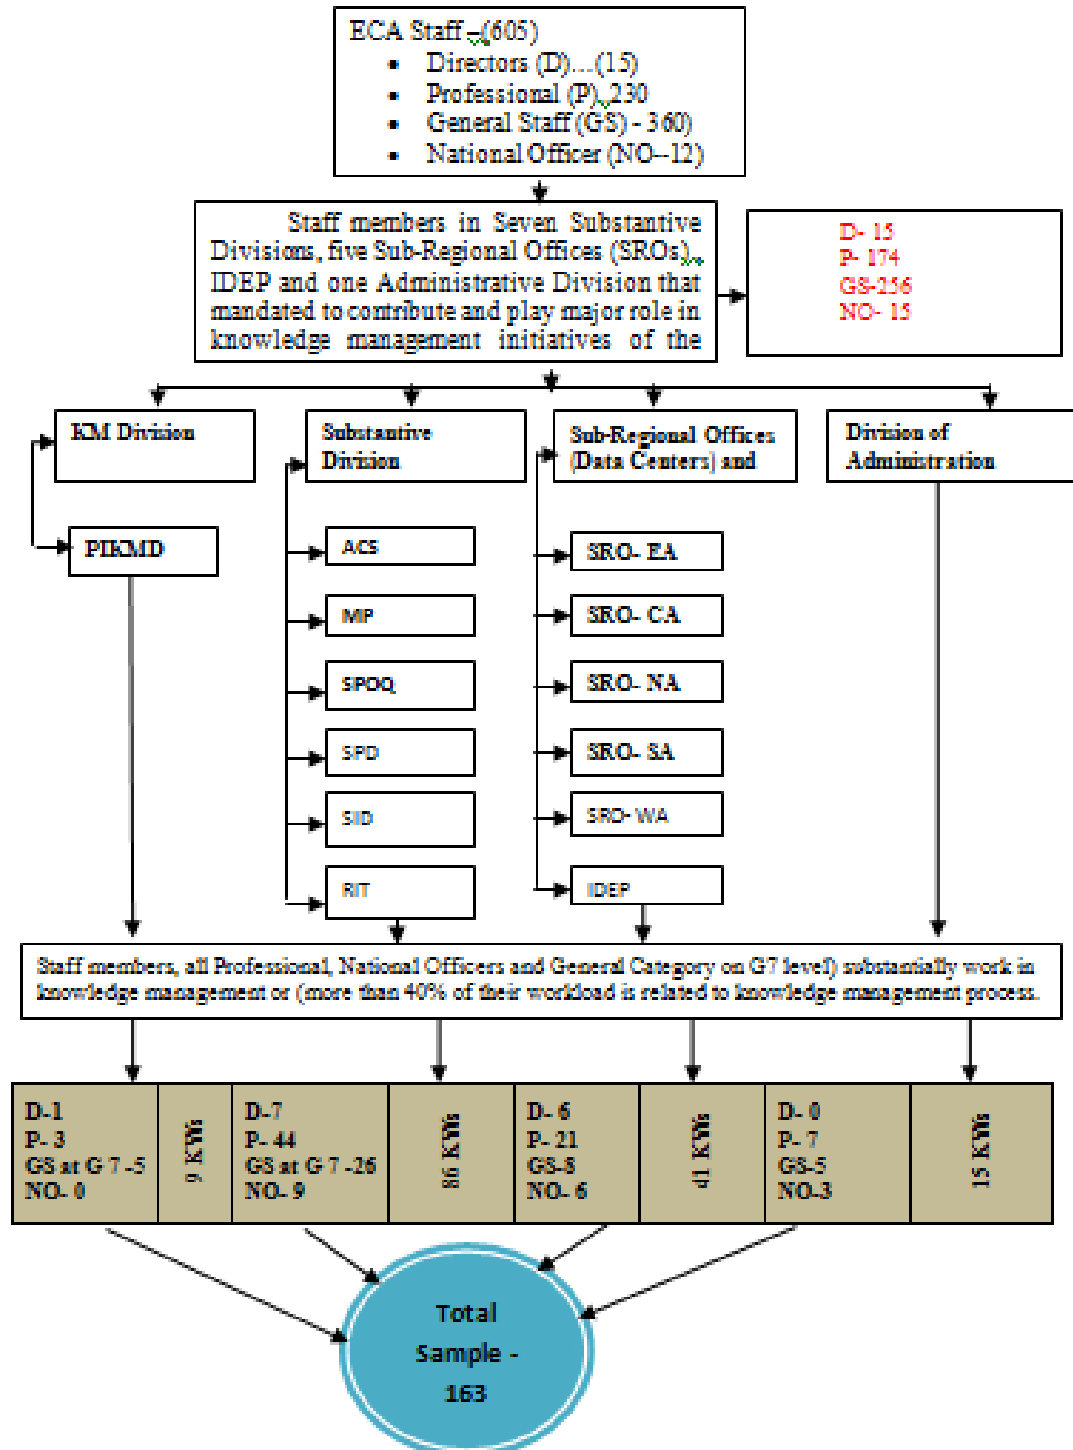 ECA Staff –(605)
• Directors (D)...(15)
• Professional (P), 230
• General Staff (GS) - 360)
• National Officer (NO--12)
Staff members in Seven Substantive
Divisions, five Sub-Regional Offices (SROs),
IDEP and one Administrative Division that
mandated to contribute and play major role in
knowledge management initiatives of the
D- 15
P- 174
GS-256
NO- 15
KM Division
Substantive
Division
Sub-Regional Offices
(Data Centers) and
Division of
Administration
PIKMD
ACS
MP
SPOQ
SPD
SID
RIT
SRO- EA
SRO- CA
SRO- NA
SRO- SA
SRO- WA
IDEP
Staff members, all Professional, National Officers and General Category on G7 level) substantially work in
knowledge management or (more than 40% of their workload is related to knowledge management process.
D-1
P- 3
GS at G 7 -5
NO- 0
9 KWs
D-7
P- 44
GS at G 7 -26
NO- 9
86 KWs
D- 6
P- 21
GS-8
NO- 6
41 KWs
D- 0
P- 7
GS-5
NO-3
15 KWs
Total
Sample -
163